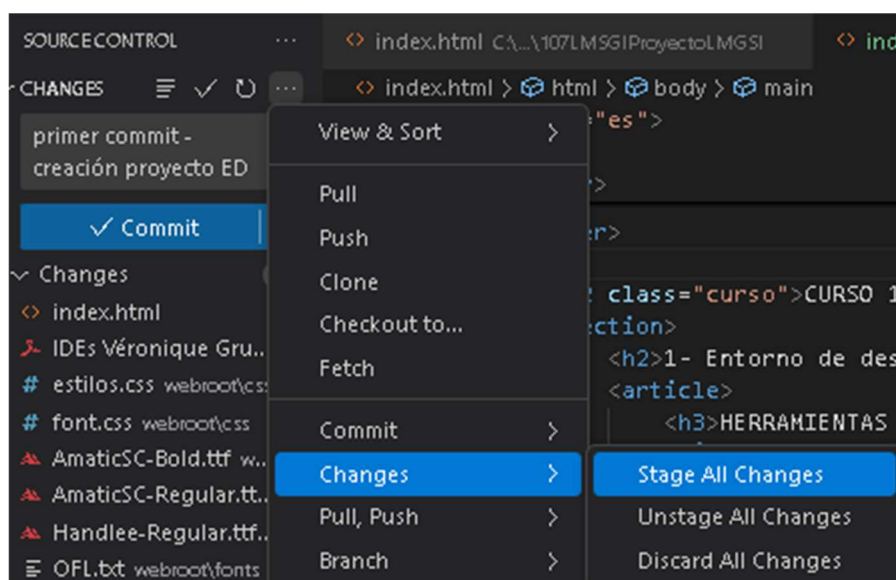 SOURCE CONTROL ...
CHANGES ...
primer commit -
creación proyecto ED
Commit
Changes
index.html
IDEs Véronique Gru...
estilos.css webroot\cs
font.css webroot\css
AmaticSC-Bold.ttf w...
AmaticSC-Regular.tt...
Handlee-Regular.ttf...
OFL.txt webroot\fonts
index.html C:\...\107LMSGIProyectoLMGSI
ind
index.html > html > body > main
="es">
>
r>
class="curso">CURSO 1
ction>
<h2>1- Entorno de des
<article>
<h3>HERRAMIENTAS
View & Sort >
Pull
Push
Clone
Checkout to...
Fetch
Commit >
Changes >
Pull, Push >
Branch >
Stage All Changes
Unstage All Changes
Discard All Changes